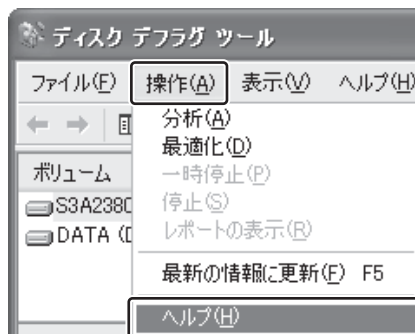 ディスク デフラグ ツール
ファイル(F) 操作(A) 表示(V) ヘルプ(H)
分析(A)
最適化(D)
一時停止(P)
停止(S)
レポートの表示(R)
最新の情報に更新(F) F5
ヘルプ(H)
ボリューム
S3A238
DATA (